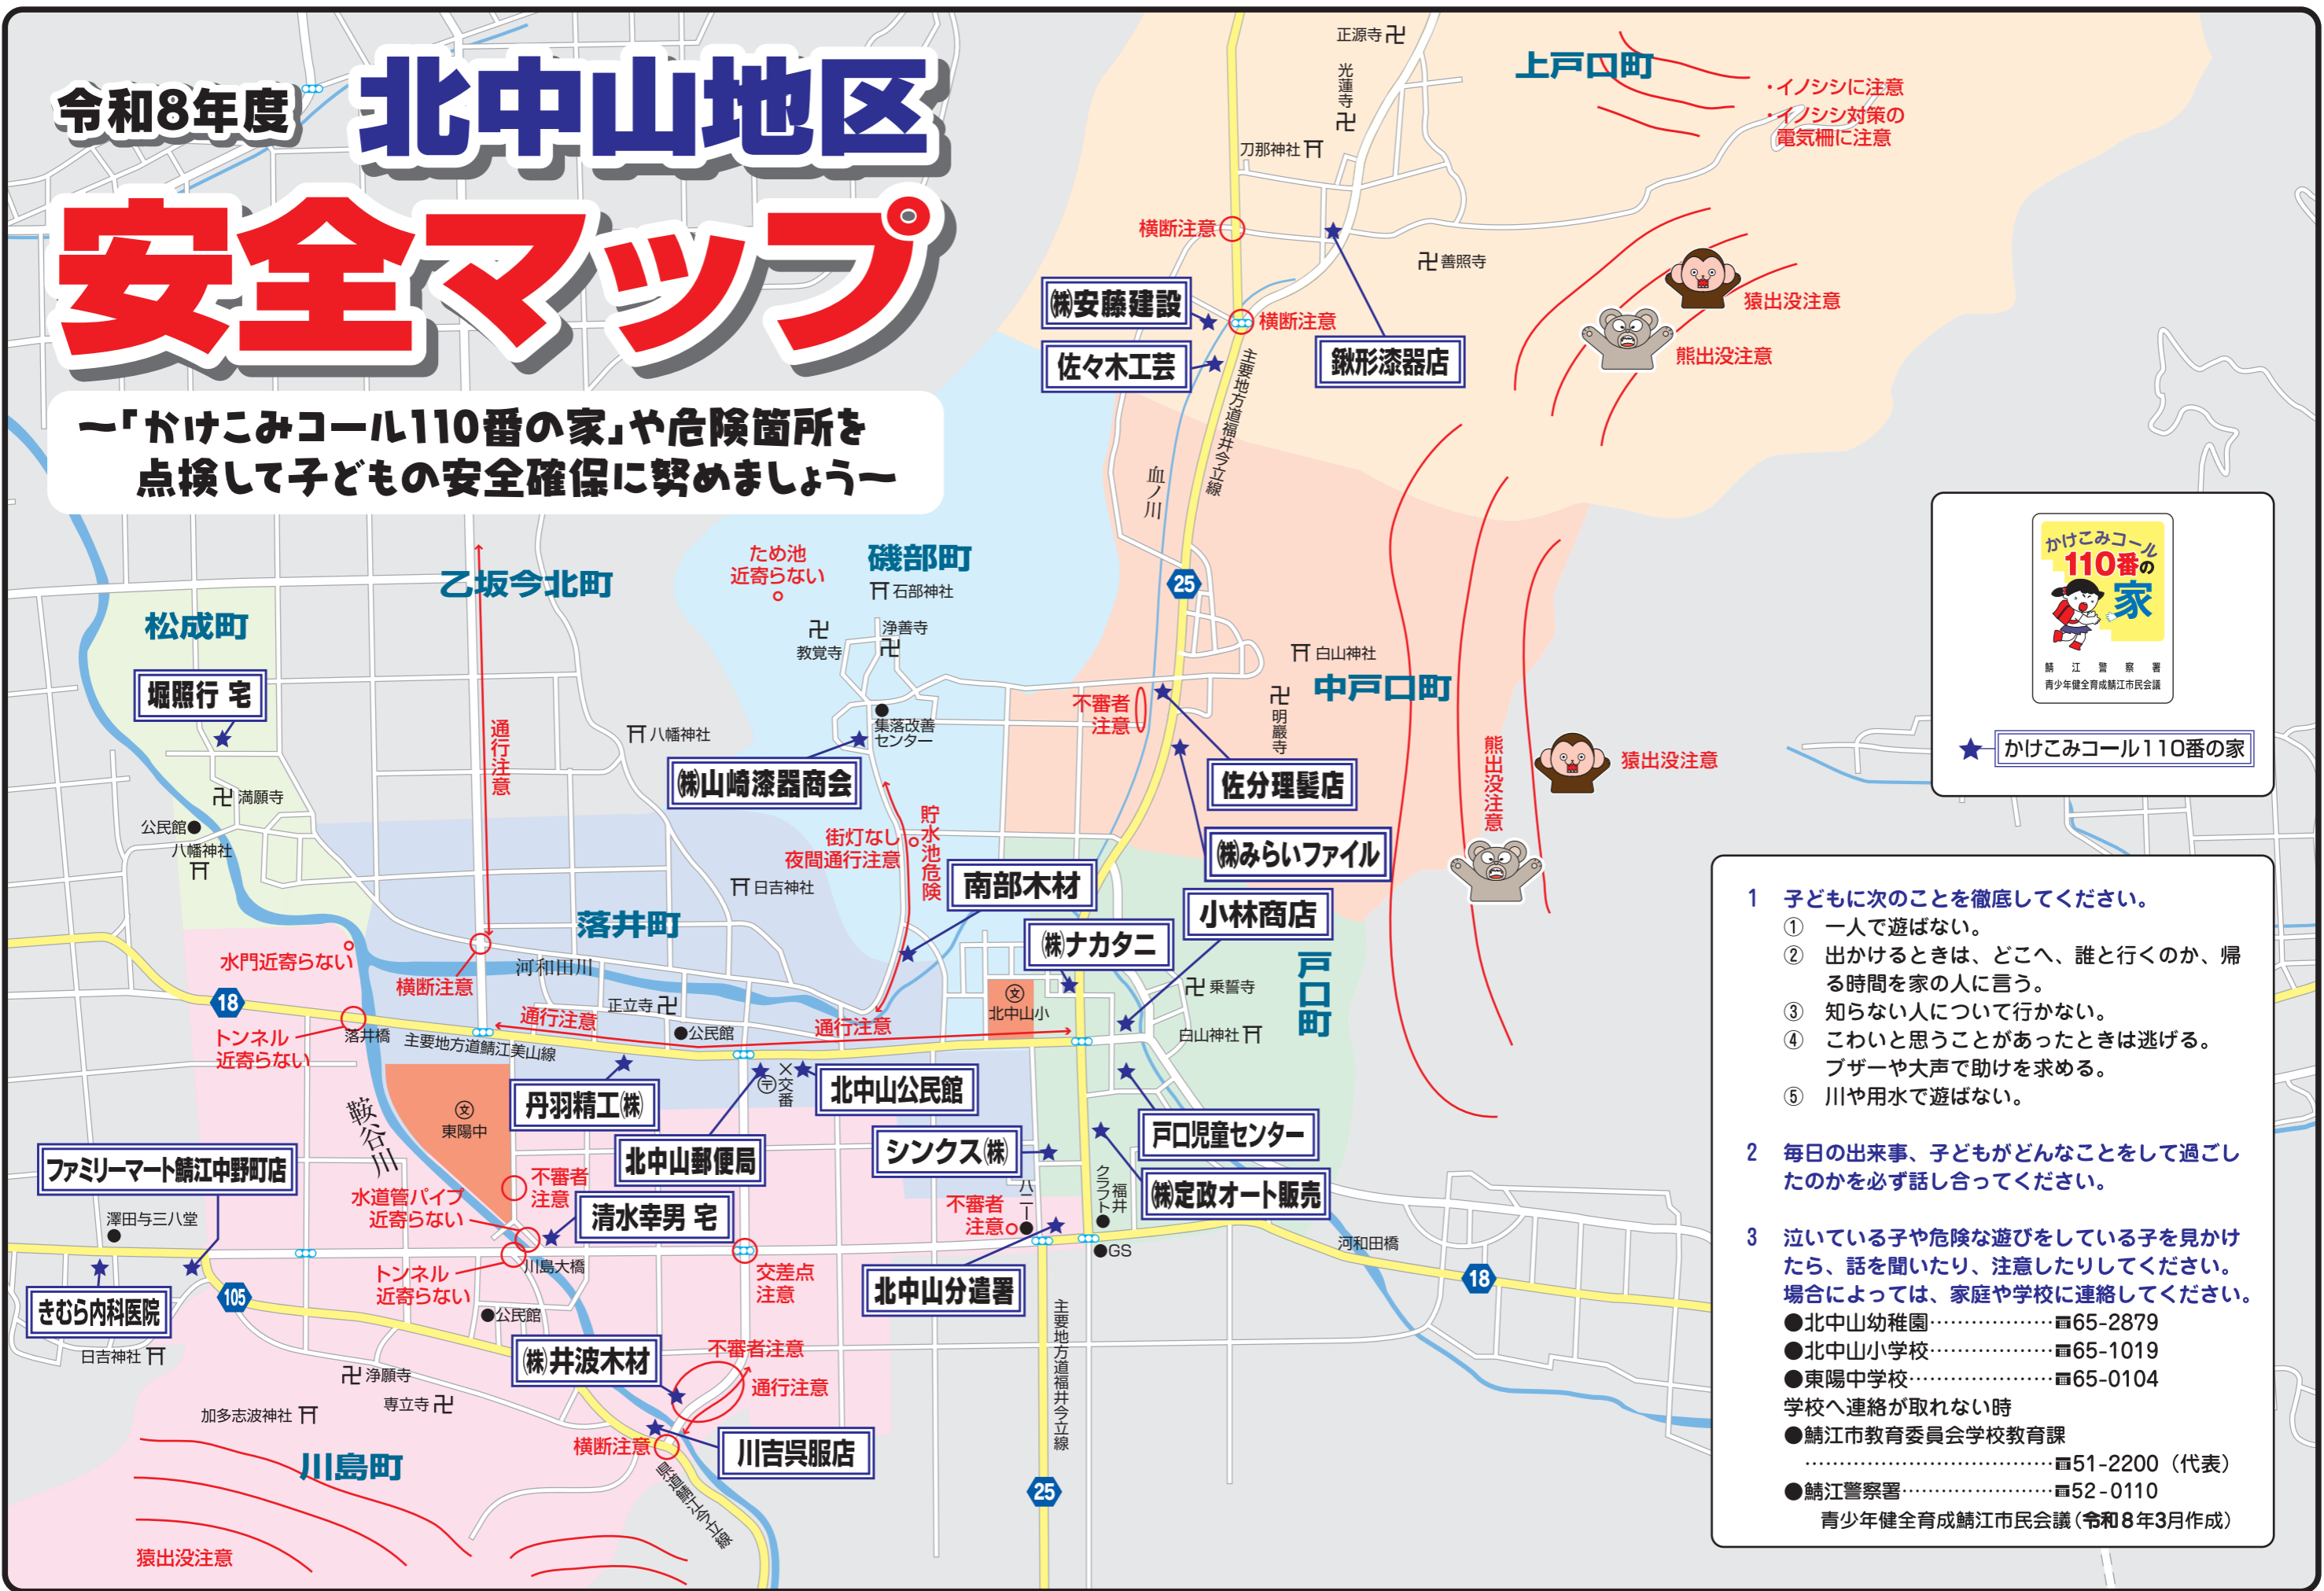 令和8年度
北中山地区
安全マップ
～「かけこみコール110番の家」や危険箇所を
点検して子どもの安全確保に努めましょう～
正源寺
光蓮寺
刀那神社
上戸口町
・イノシシに注意
・イノシシ対策の
電気柵に注意
横断注意
善照寺
猿出没注意
熊出没注意
㈱安藤建設
横断注意
佐々木工芸
鍬形漆器店
主要地方道福井今立線
血ノ川
25
ため池
近寄らない
磯部町
石部神社
浄善寺
教覚寺
乙坂今北町
松成町
堀照行 宅
通行注意
八幡神社
集落改善
センター
㈱山崎漆器商会
不審者
注意
白山神社
中戸口町
明巌寺
佐分理髪店
㈱みらいファイル
熊出没注意
猿出没注意
満願寺
公民館
八幡神社
街灯なし
夜間通行注意
貯水池危険
日吉神社
落井町
南部木材
小林商店
㈱ナカタニ
戸口町
水門近寄らない
横断注意
河和田川
18
トンネル
近寄らない
落井橋
主要地方道鯖江美山線
通行注意
正立寺
公民館
通行注意
文
北中山小
乗誓寺
白山神社
鞍谷川
文
東陽中
丹羽精工㈱
〒
×交番
北中山公民館
北中山郵便局
シンクス㈱
戸口児童センター
㈱定政オート販売
ファミリーマート鯖江中野町店
不審者
注意
水道管パイプ
近寄らない
清水幸男 宅
不審者
注意
八二一
福井
クラフト
GS
澤田与三八堂
きむら内科医院
105
トンネル
近寄らない
川島大橋
交差点
注意
北中山分遣署
河和田橋
18
公民館
日吉神社
浄願寺
専立寺
加多志波神社
㈱井波木材
不審者注意
通行注意
横断注意
川吉呉服店
主要地方道福井今立線
25
県道鯖江今立線
川島町
猿出没注意
かけこみコール
110番の
家
鯖江警察署
青少年健全育成鯖江市民会議
かけこみコール110番の家
1 子どもに次のことを徹底してください。
① 一人で遊ばない。
② 出かけるときは、どこへ、誰と行くのか、帰
る時間を家の人に言う。
③ 知らない人について行かない。
④ こわいと思うことがあったときは逃げる。
ブザーや大声で助けを求める。
⑤ 川や用水で遊ばない。
2 毎日の出来事、子どもがどんなことをして過ごし
たのかを必ず話し合ってください。
3 泣いている子や危険な遊びをしている子を見かけ
たら、話を聞いたり、注意したりしてください。
場合によっては、家庭や学校に連絡してください。
●北中山幼稚園………………☎65-2879
●北中山小学校………………☎65-1019
●東陽中学校…………………☎65-0104
学校へ連絡が取れない時
●鯖江市教育委員会学校教育課
………………………………☎51-2200（代表）
●鯖江警察署…………………☎52-0110
青少年健全育成鯖江市民会議（令和8年3月作成）